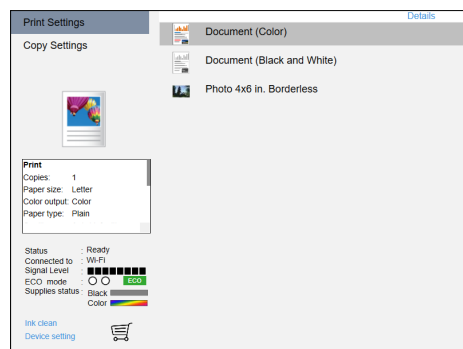 Print Settings
Details
Copy Settings
Document (Color)
Document (Black and White)
Photo 4x6 in. Borderless
Print
Copies: 1
Paper size: Letter
Color output: Color
Paper type: Plain
Status : Ready
Connected to : Wi-Fi
Signal Level :
ECO mode : ECO
Supplies status : Black
Color
Ink clean
Device setting